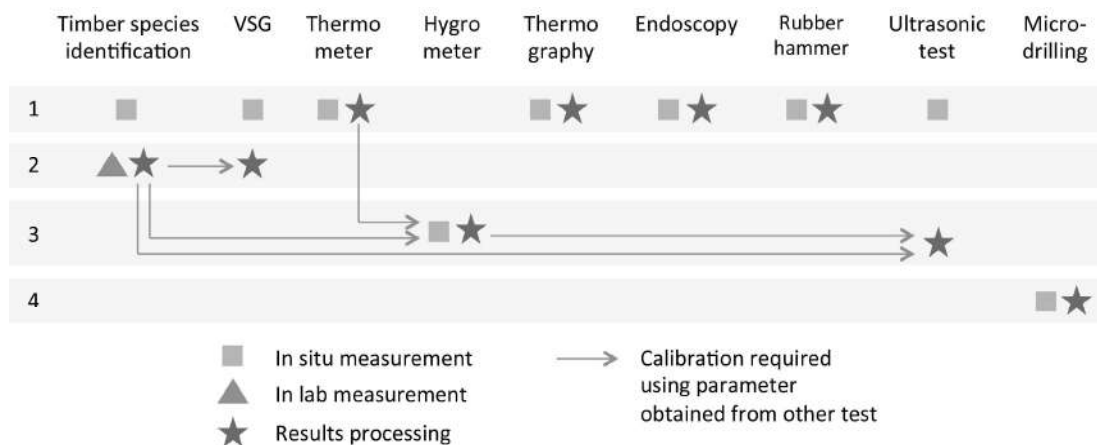 Timber species identification
VSG
Thermo meter
Hygro meter
Thermo graphy
Endoscopy
Rubber hammer
Ultrasonic test
Micro- drilling
1
2
3
4
In situ measurement
In lab measurement
Results processing
Calibration required
using parameter
obtained from other test